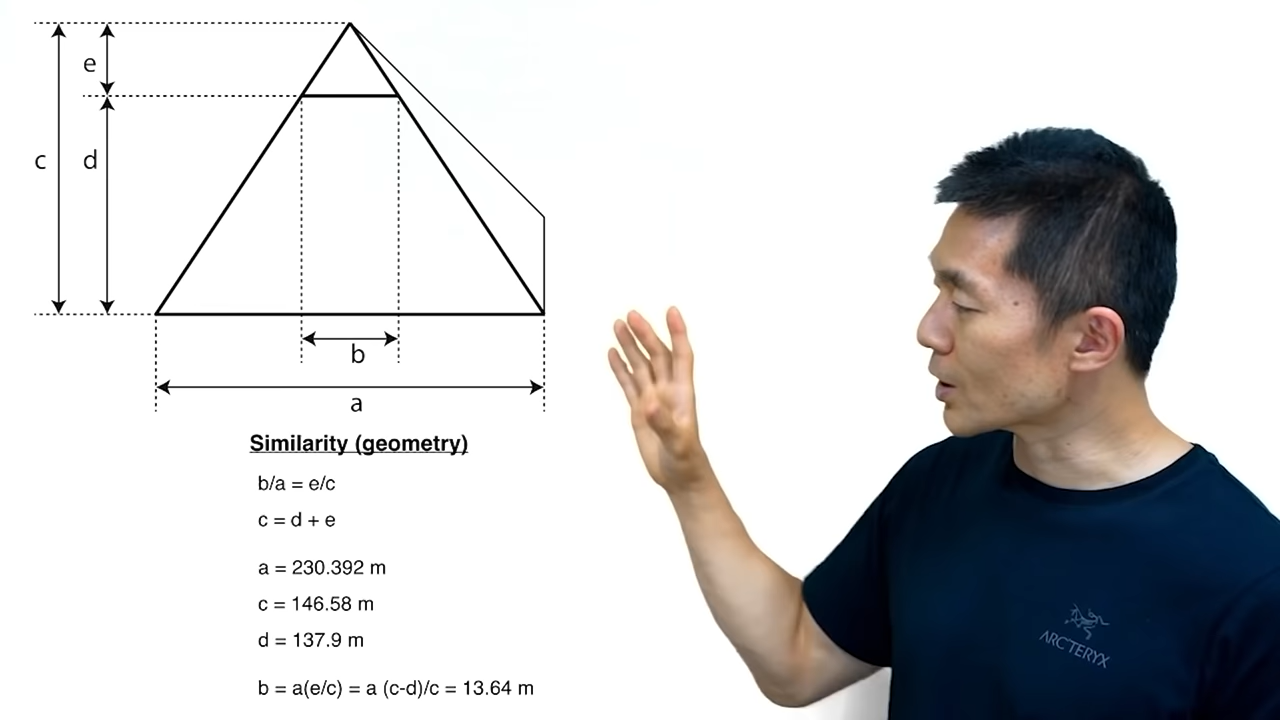 e
c
d
b
a
Similarity (geometry)
b/a = e/c
c = d + e
a = 230.392 m
c = 146.58 m
d = 137.9 m
b = a(e/c) = a (c-d)/c = 13.64 m
ARC'TERYX